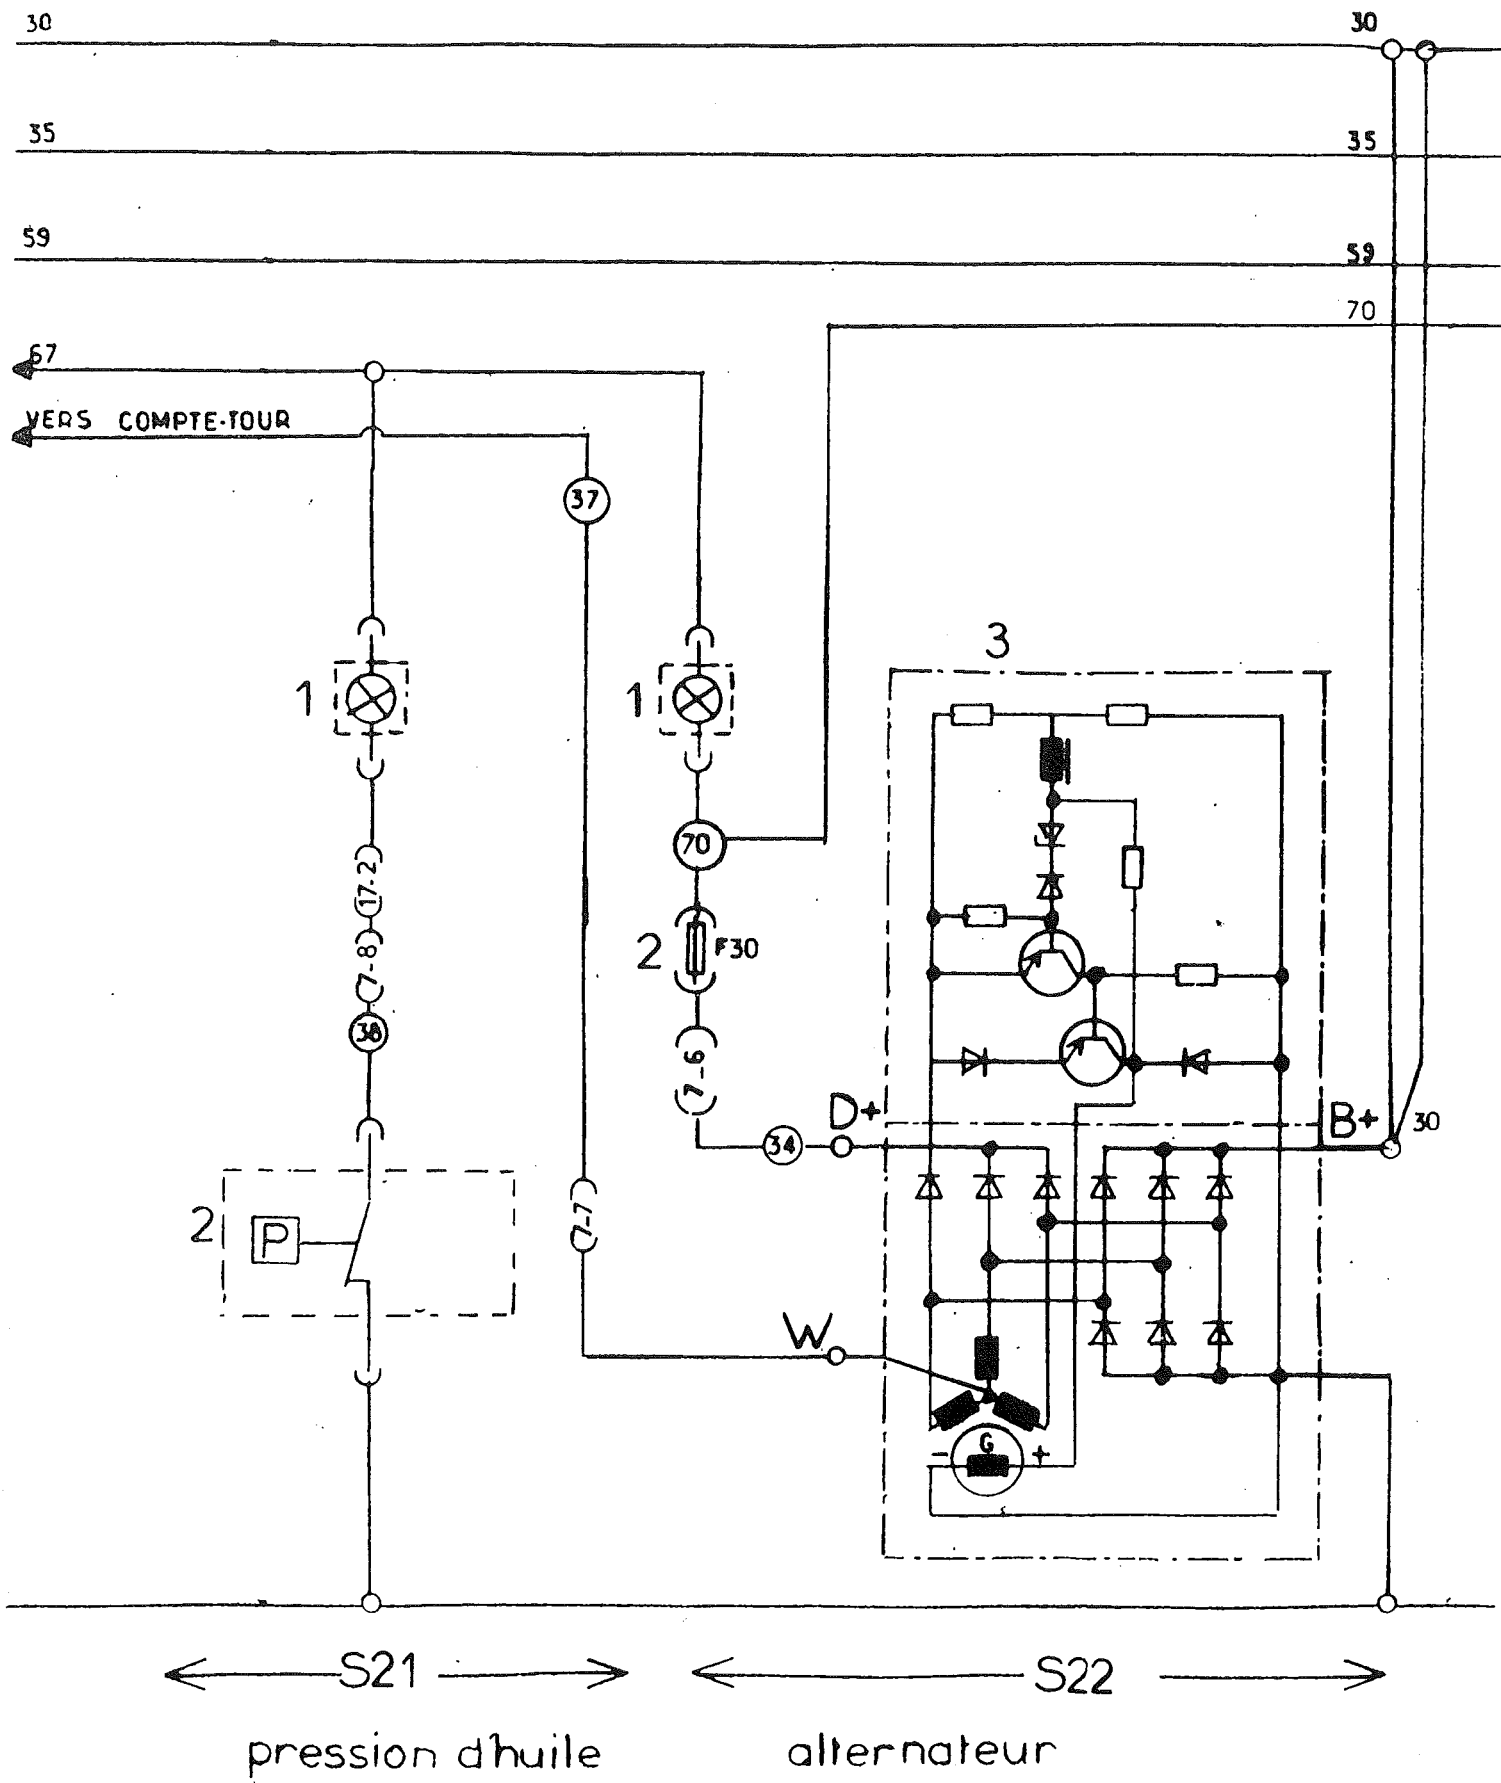 30 30
35 35
59 59
70
67
VERS COMPTE-TOUR
37
3
1 1
70
17-2
2 F30
7-8
38
7-6
D+ B+ 30
34
2 P
7-7
W
G
- +
S21 S22
pression d'huile alternateur